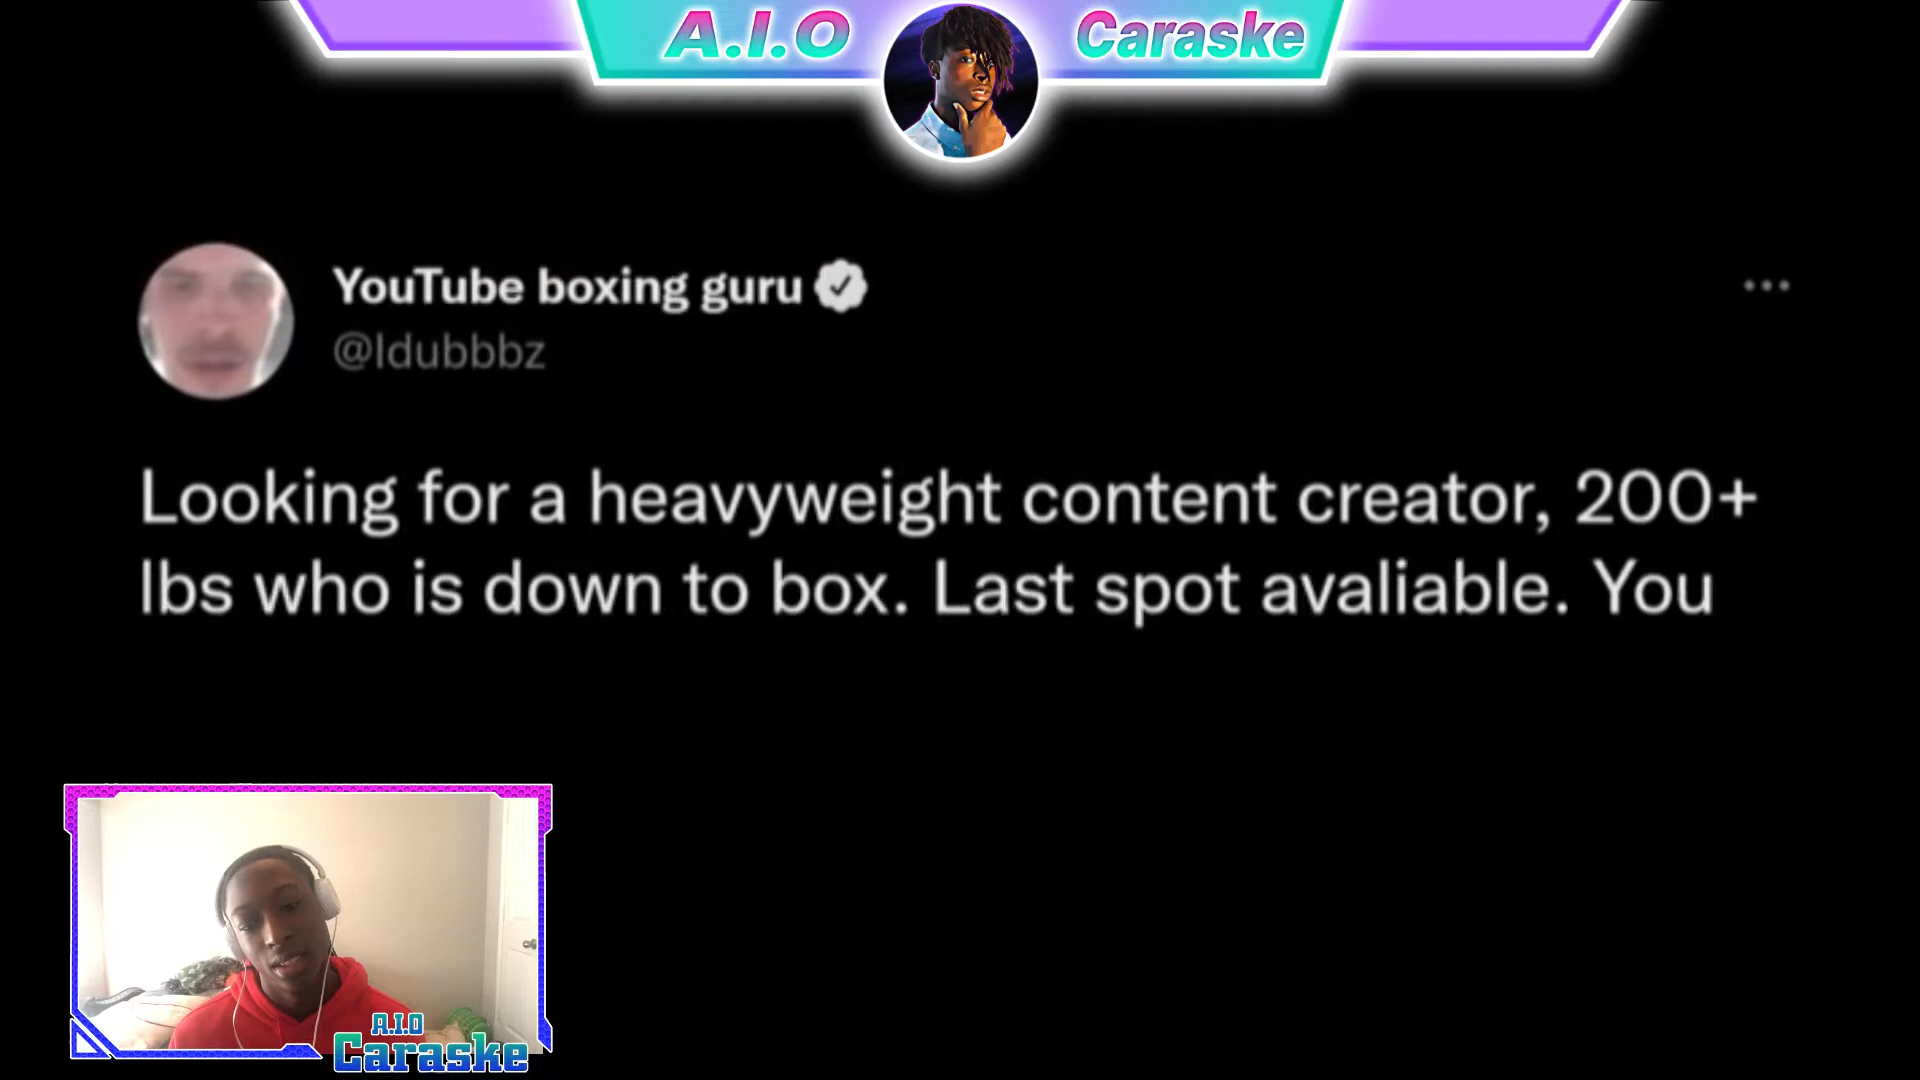 A.I.O Caraske
YouTube boxing guru
@Idubbbz
Looking for a heavyweight content creator, 200+
lbs who is down to box. Last spot avaliable. You
A.I.O
Caraske